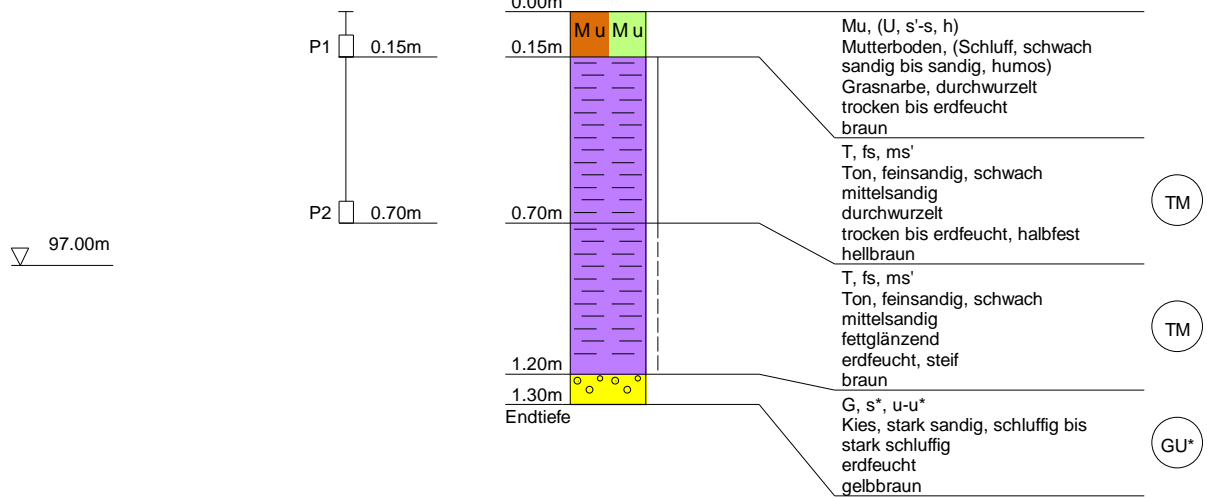 0.00m
Mu Mu
P1 0.15m
0.15m
Mu, (U, s'-s, h)
Mutterboden, (Schluff, schwach
sandig bis sandig, humos)
Grasnarbe, durchwurzelt
trocken bis erdfeucht
braun
P2 0.70m
0.70m
T, fs, ms'
Ton, feinsandig, schwach
mittelsandig
durchwurzelt
trocken bis erdfeucht, halbfest
hellbraun
TM
97.00m
T, fs, ms'
Ton, feinsandig, schwach
mittelsandig
fettglänzend
erdfeucht, steif
braun
TM
1.20m
1.30m
Endtiefe
G, s*, u-u*
Kies, stark sandig, schluffig bis
stark schluffig
erdfeucht
gelbbraun
GU*